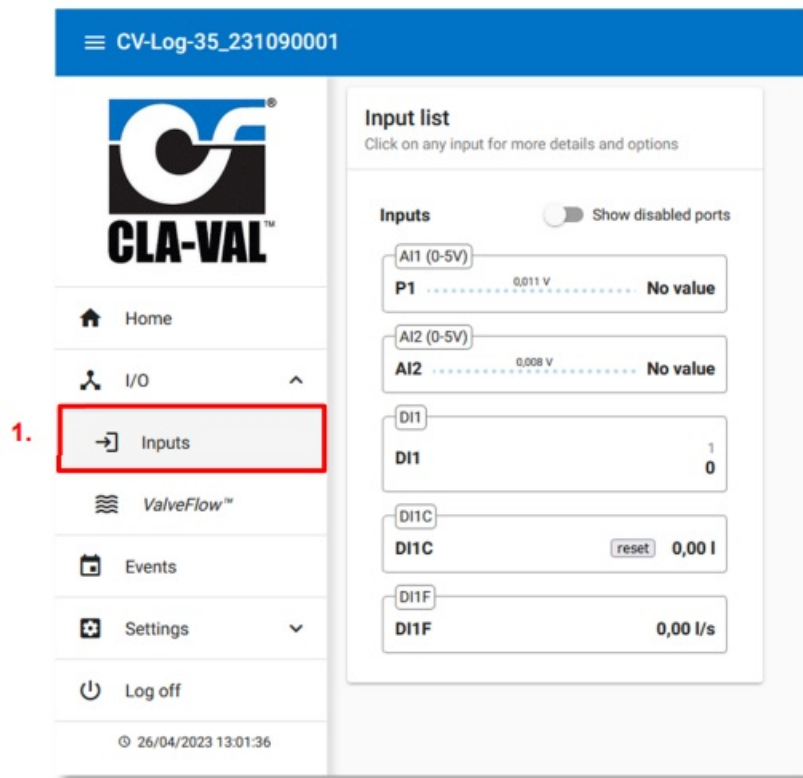 CV-Log-35_231090001
®
CLA-VAL™
Home
I/O
1.
Inputs
ValveFlow™
Events
Settings
Log off
26/04/2023 13:01:36
Input list
Click on any input for more details and options
Inputs Show disabled ports
AI1 (0-5V)
P1 0,011 V No value
AI2 (0-5V)
AI2 0,008 V No value
DI1
1
DI1 0
DI1C
DI1C reset 0,00 l
DI1F
DI1F 0,00 l/s